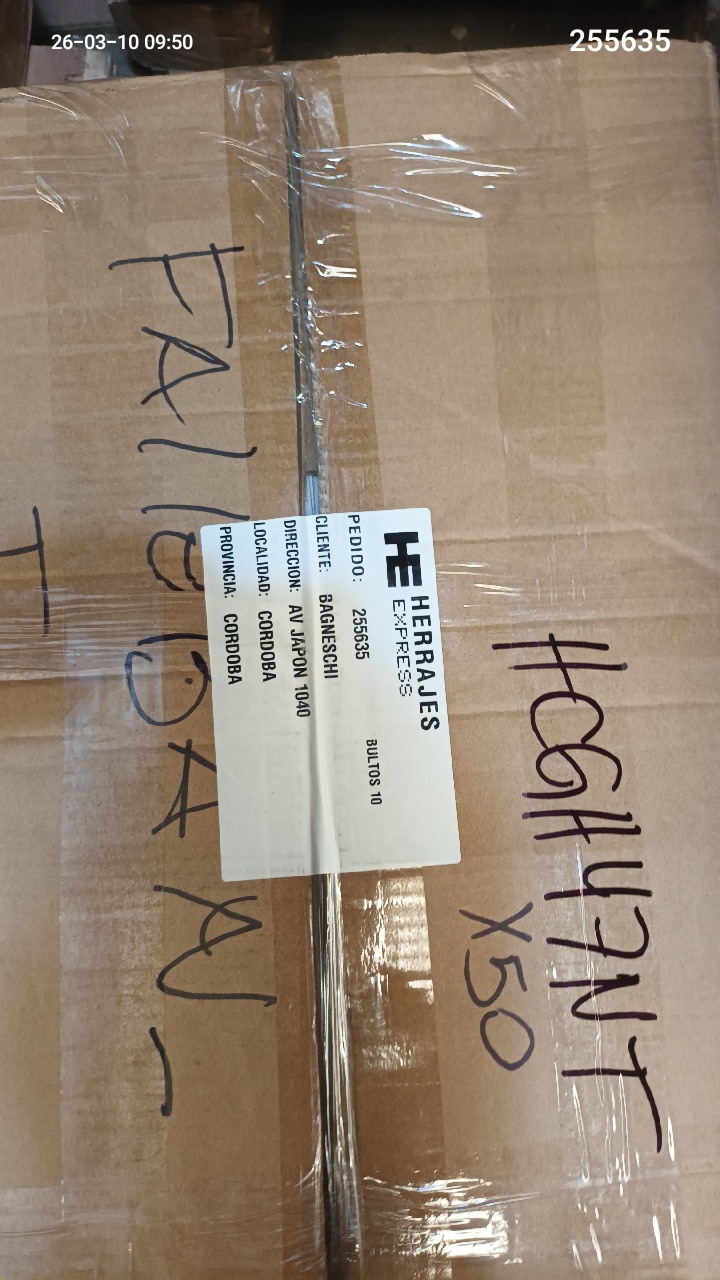 26-03-10 09:50
255635
HCGH47NT
X50
HE HERRAJES
EXPRESS
PEDIDO: 255635 BULTOS 10
CLIENTE: BAGNESCHI
DIRECCION: AV JAPON 1040
LOCALIDAD: CORDOBA
PROVINCIA: CORDOBA